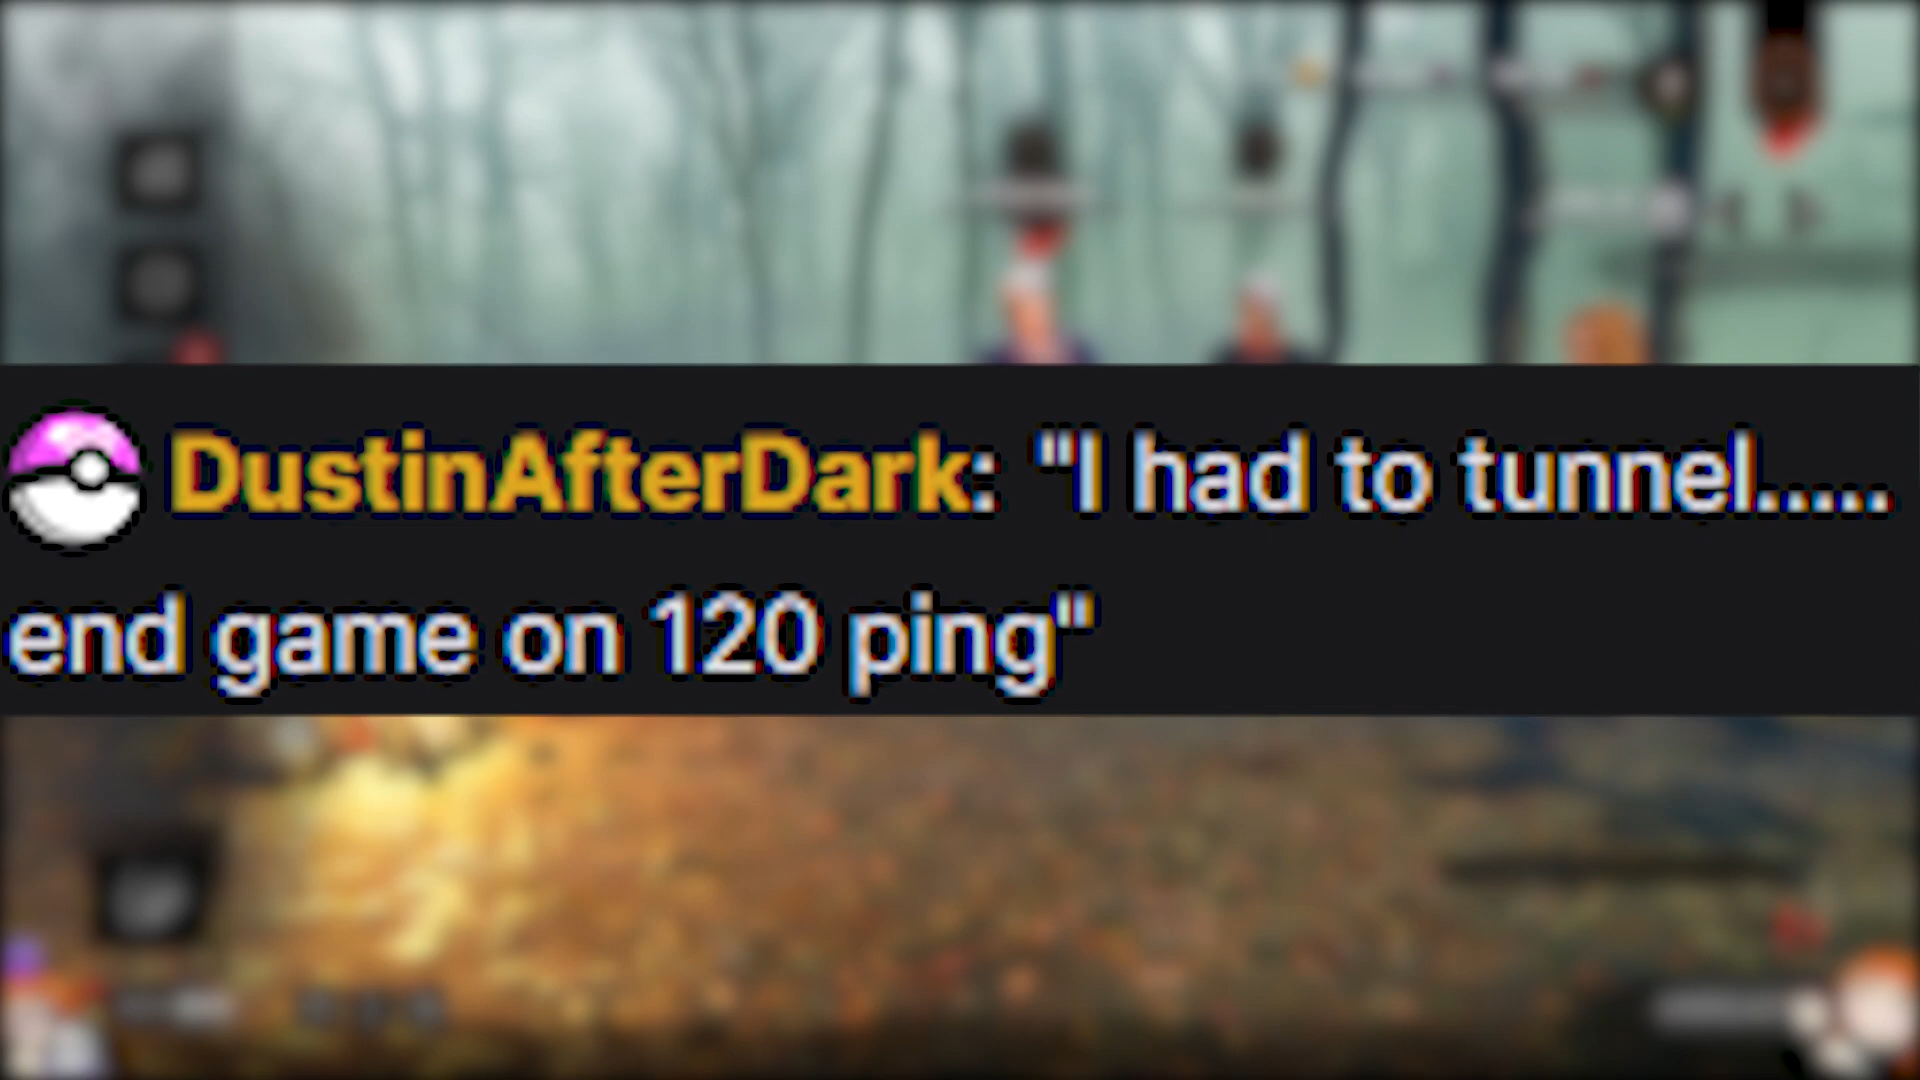 DustinAfterDark: "I had to tunnel.....
end game on 120 ping"